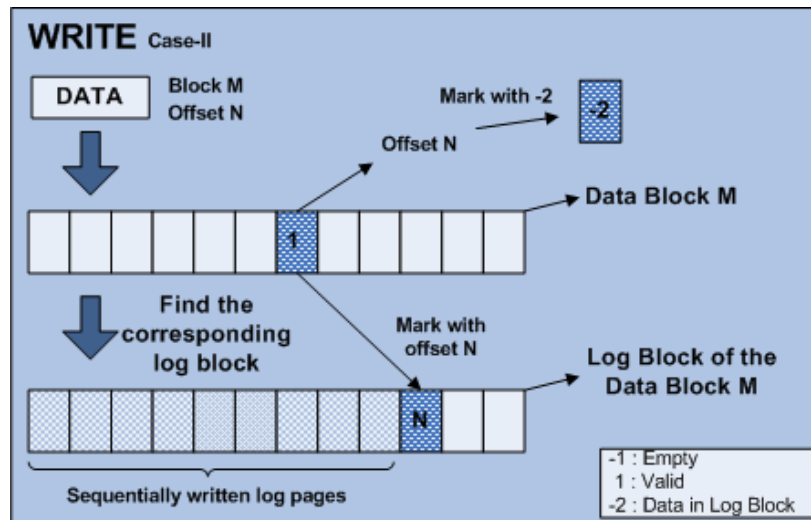 WRITE Case-II
DATA
Block M
Offset N
Mark with -2
-2
Offset N
1
Data Block M
Find the
corresponding
log block
Mark with
offset N
Log Block of the
Data Block M
N
Sequentially written log pages
-1 : Empty
1 : Valid
-2 : Data in Log Block